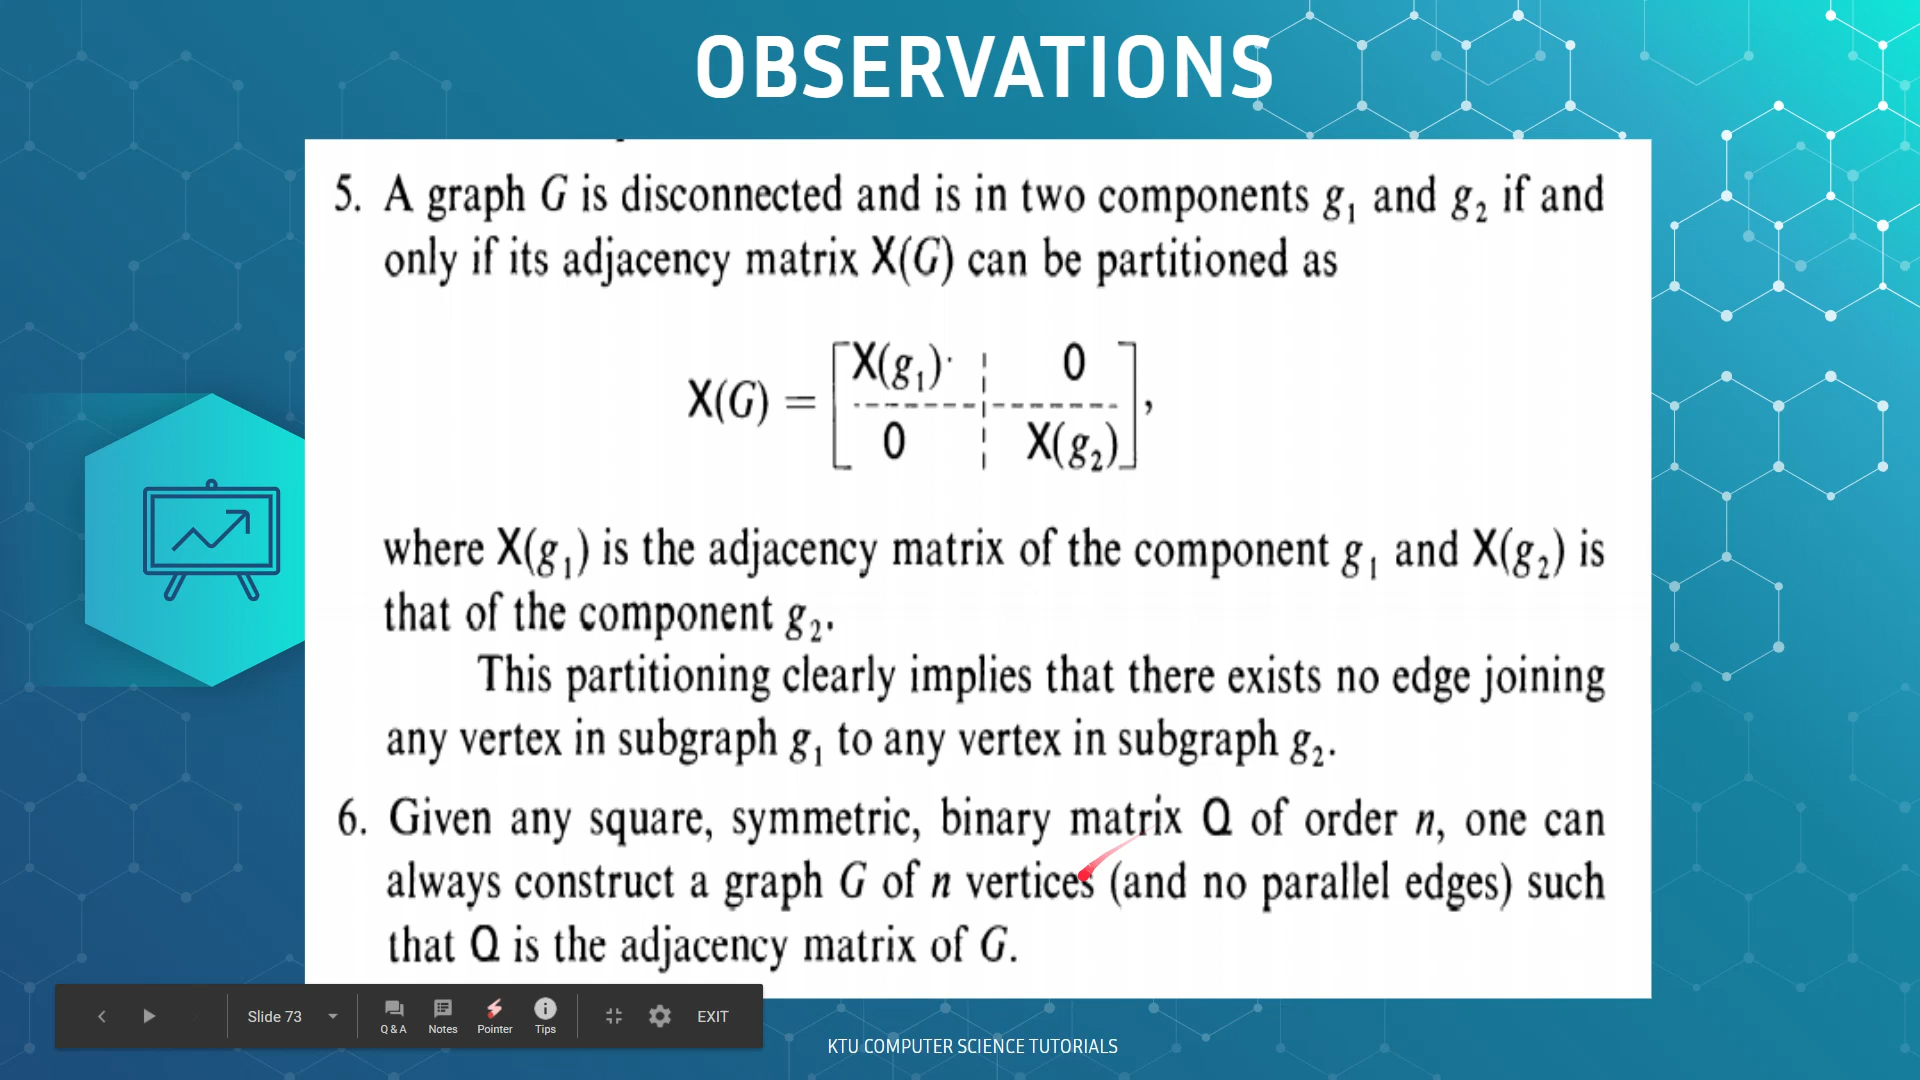 OBSERVATIONS
5. A graph G is disconnected and is in two components g₁ and g₂ if and
only if its adjacency matrix X(G) can be partitioned as
X(G) = [X(g₁) ¦ 0
0 ¦ X(g₂)],
where X(g₁) is the adjacency matrix of the component g₁ and X(g₂) is
that of the component g₂.
This partitioning clearly implies that there exists no edge joining
any vertex in subgraph g₁ to any vertex in subgraph g₂.
6. Given any square, symmetric, binary matrix Q of order n, one can
always construct a graph G of n vertices (and no parallel edges) such
that Q is the adjacency matrix of G.
Slide 73
Q & A Notes Pointer Tips
EXIT
KTU COMPUTER SCIENCE TUTORIALS